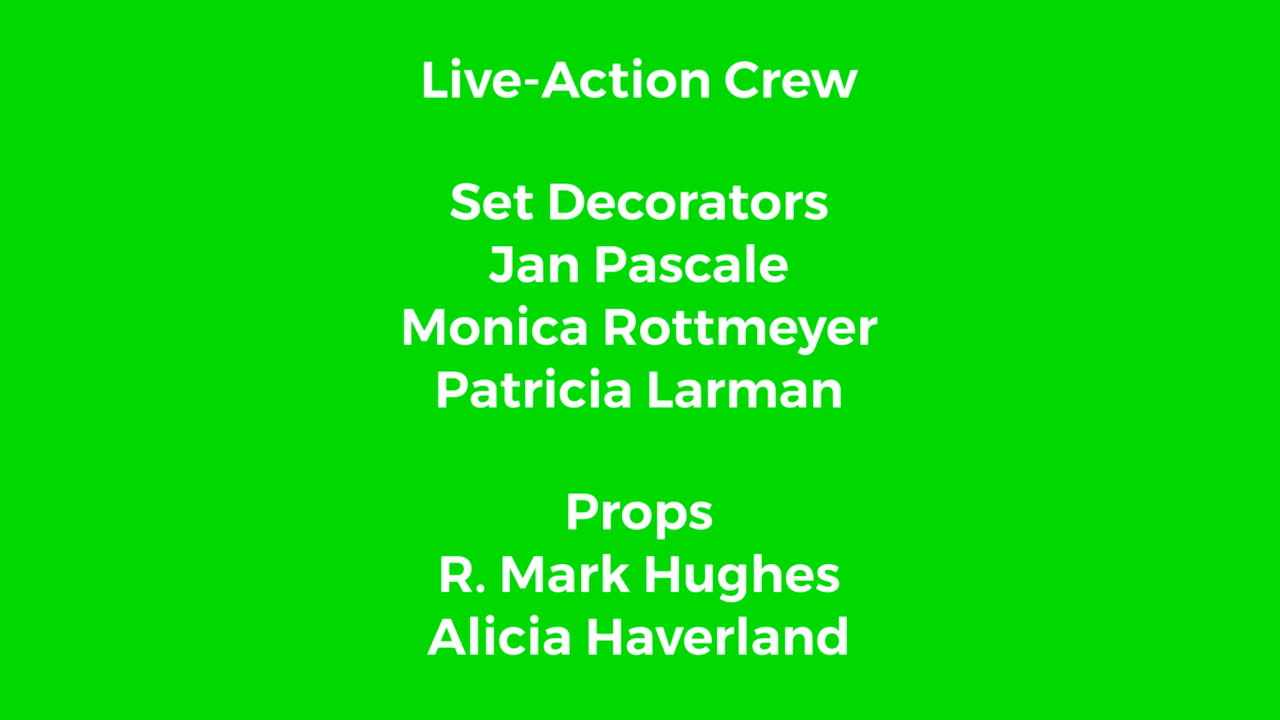 Live-Action Crew
Set Decorators
Jan Pascale
Monica Rottmeyer
Patricia Larman
Props
R. Mark Hughes
Alicia Haverland